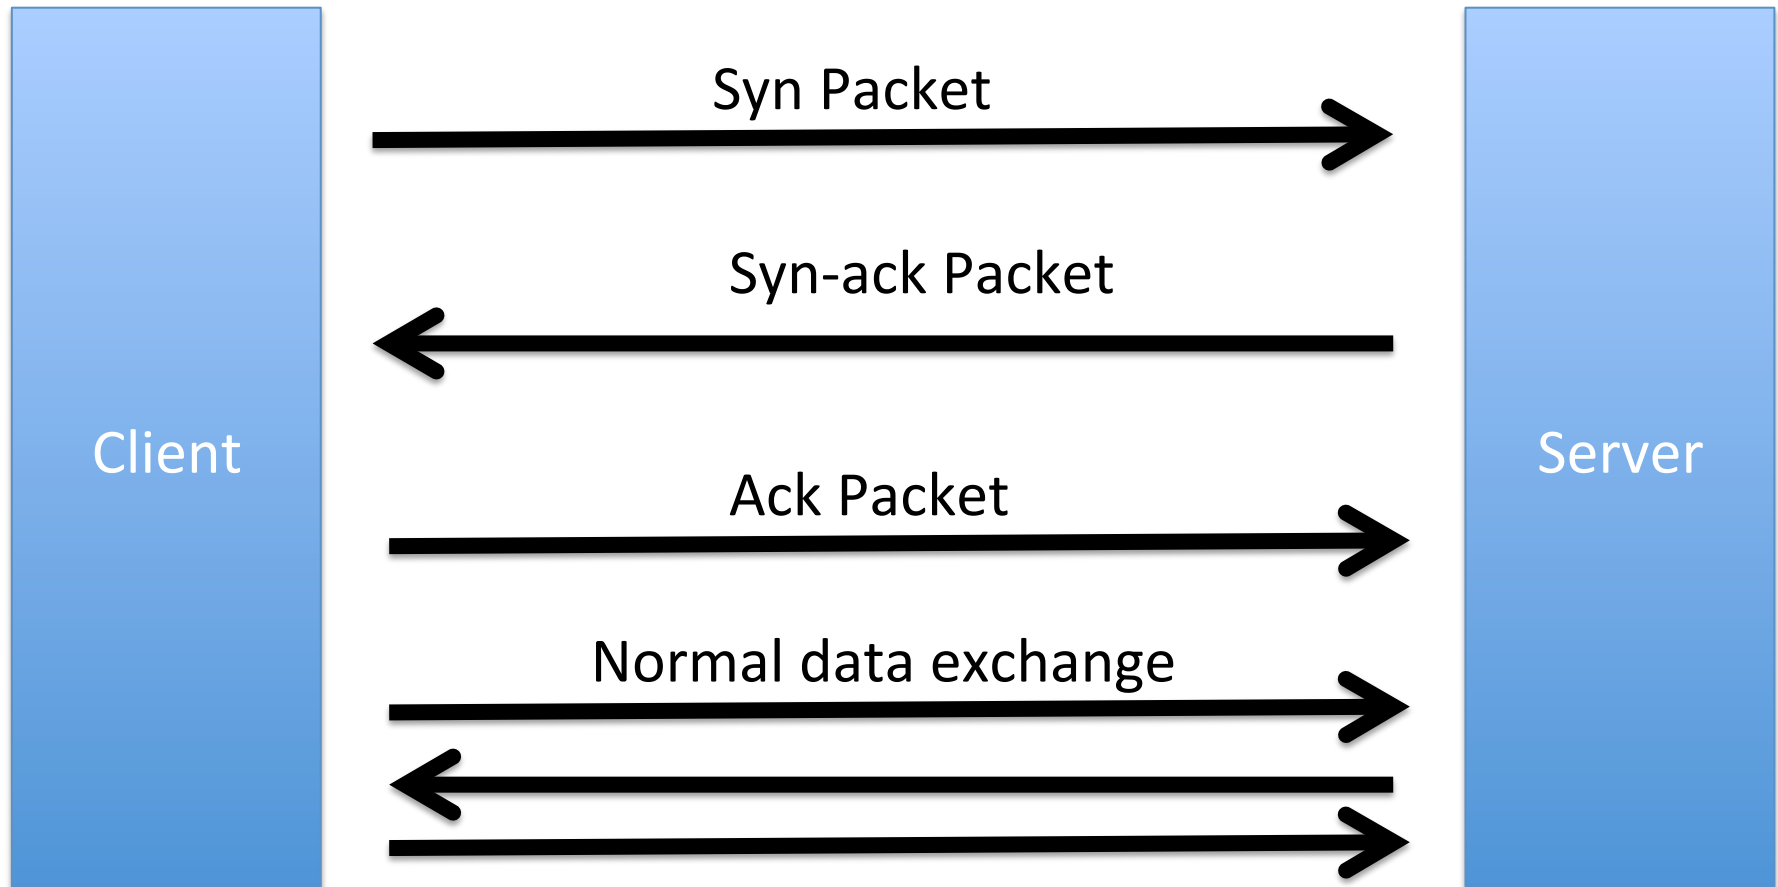 Syn Packet
Syn-ack Packet
Client
Server
Ack Packet
Normal data exchange